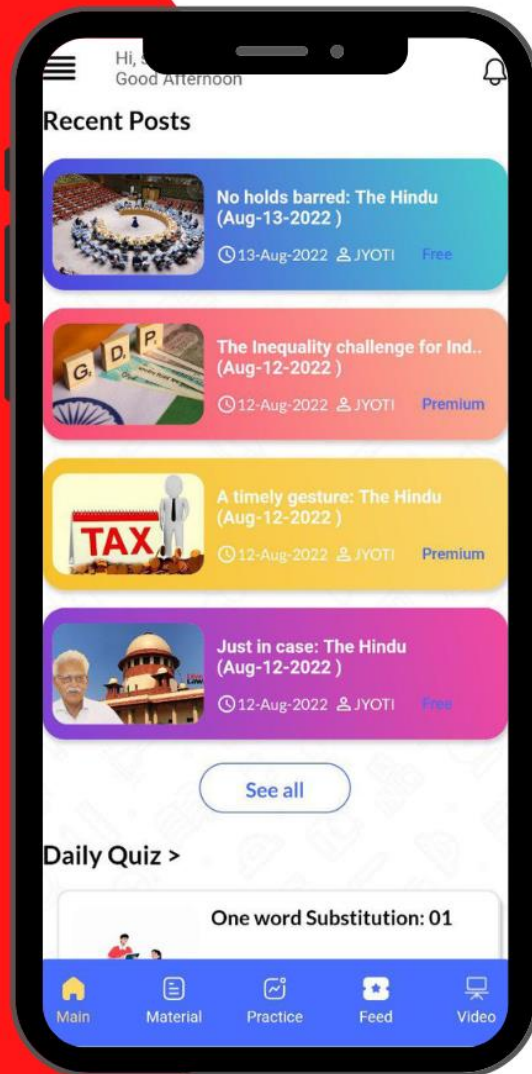 Hi,
Good Afternoon
Recent Posts
No holds barred: The Hindu
(Aug-13-2022 )
13-Aug-2022 JYOTI Free
G D P
The Inequality challenge for Ind..
(Aug-12-2022 )
12-Aug-2022 JYOTI Premium
TAX
A timely gesture: The Hindu
(Aug-12-2022 )
12-Aug-2022 JYOTI Premium
Just in case: The Hindu
(Aug-12-2022 )
12-Aug-2022 JYOTI Free
See all
Daily Quiz >
One word Substitution: 01
Main Material Practice Feed Video